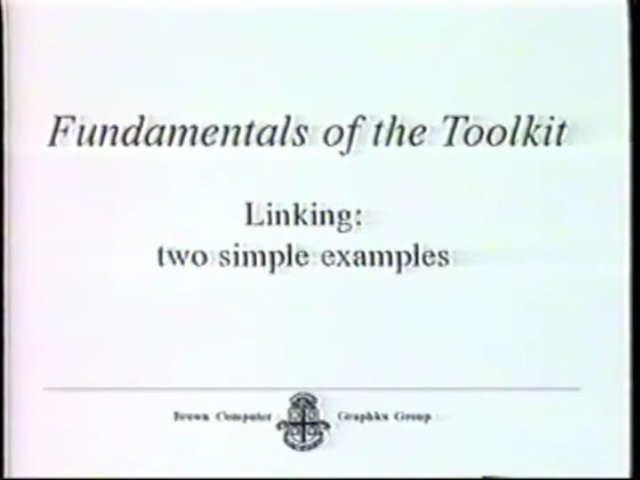 Fundamentals of the Toolkit
Linking:
two simple examples
Brown Computer Graphics Group